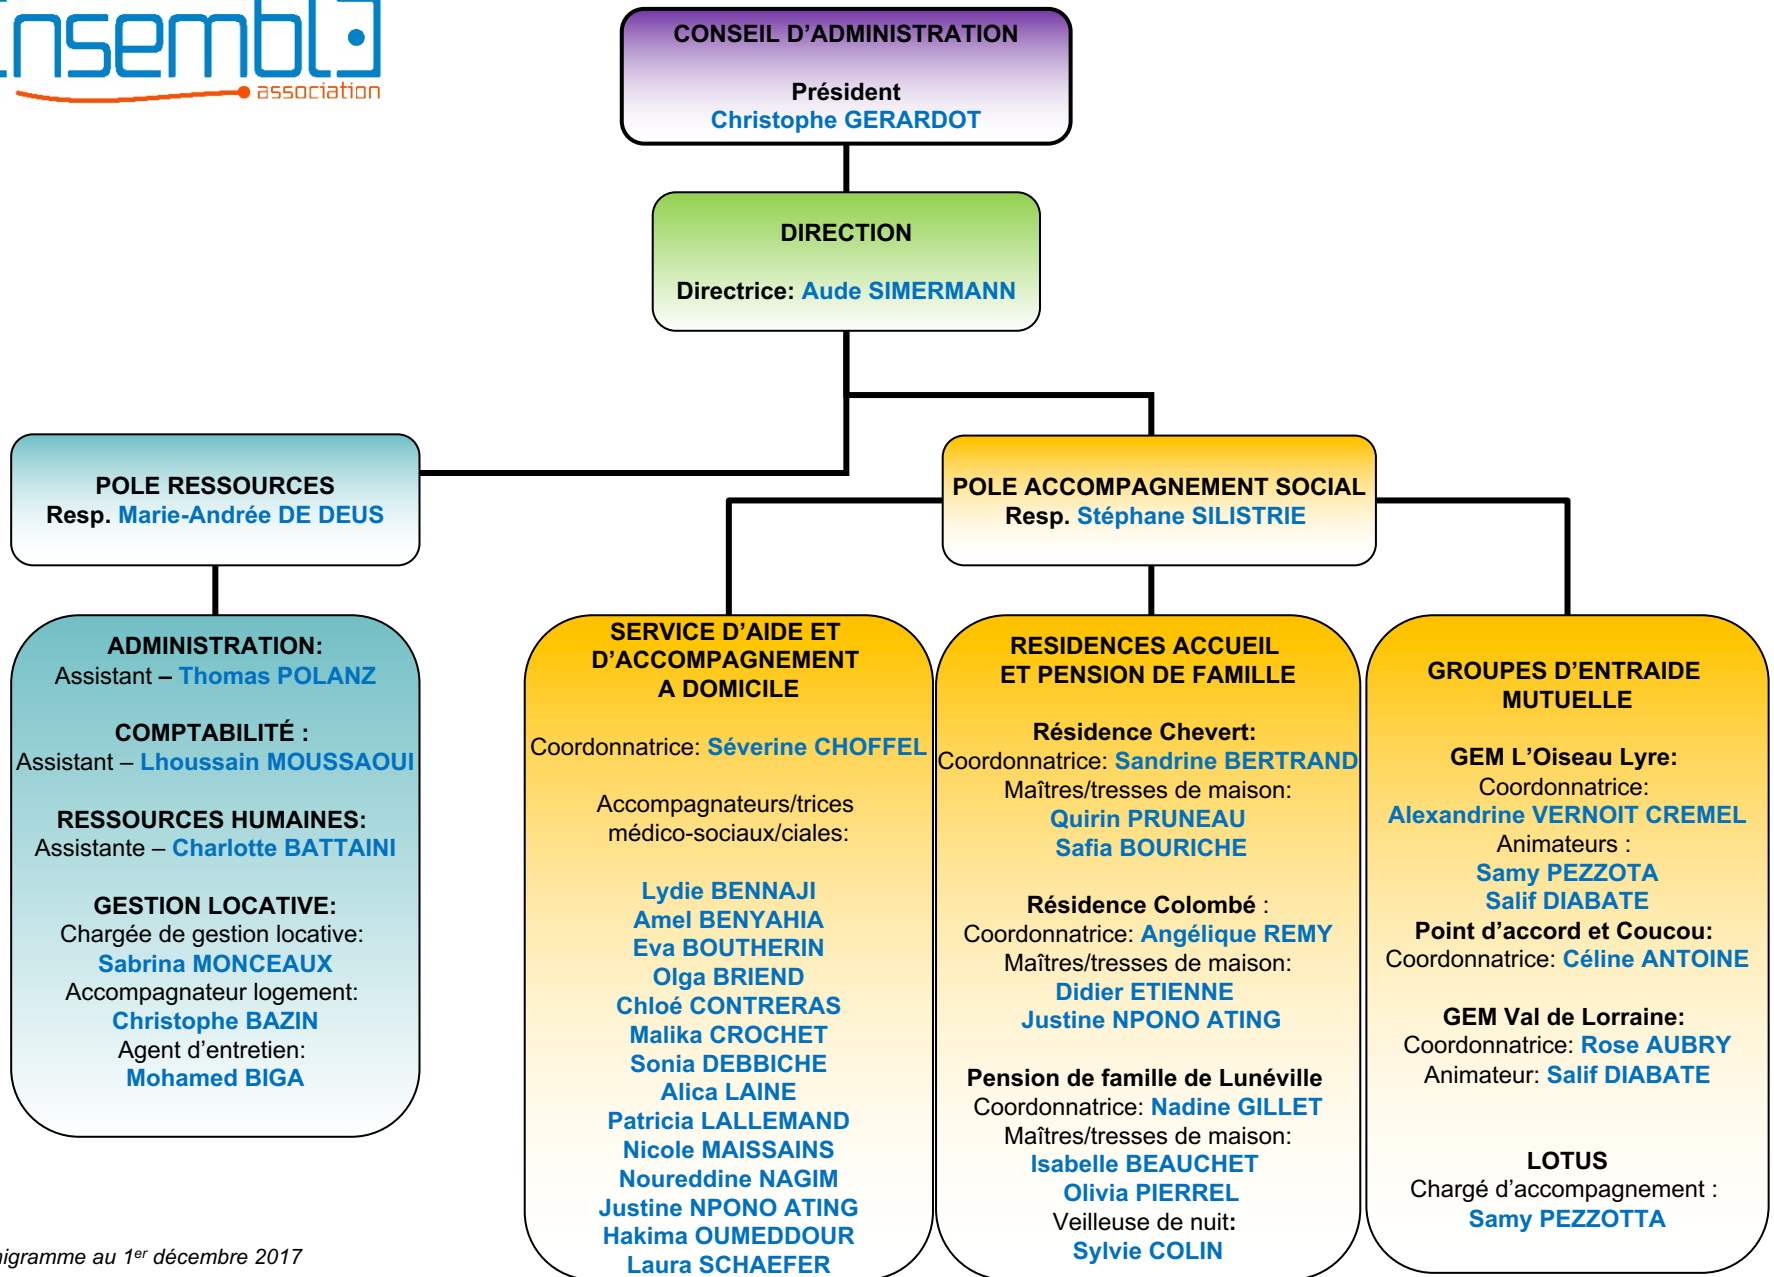 ensemble
association
CONSEIL D’ADMINISTRATION
Président
Christophe GERARDOT
DIRECTION
Directrice: Aude SIMERMANN
POLE RESSOURCES
Resp. Marie-Andrée DE DEUS
POLE ACCOMPAGNEMENT SOCIAL
Resp. Stéphane SILISTRIE
ADMINISTRATION:
Assistant – Thomas POLANZ
COMPTABILITÉ :
Assistant – Lhoussain MOUSSAOUI
RESSOURCES HUMAINES:
Assistante – Charlotte BATTAINI
GESTION LOCATIVE:
Chargée de gestion locative:
Sabrina MONCEAUX
Accompagnateur logement:
Christophe BAZIN
Agent d’entretien:
Mohamed BIGA
SERVICE D’AIDE ET
D’ACCOMPAGNEMENT
A DOMICILE
Coordonnatrice: Séverine CHOFFEL
Accompagnateurs/trices
médico-sociaux/ciales:
Lydie BENNAJI
Amel BENYAHIA
Eva BOUTHERIN
Olga BRIEND
Chloé CONTRERAS
Malika CROCHET
Sonia DEBBICHE
Alica LAINE
Patricia LALLEMAND
Nicole MAISSAINS
Noureddine NAGIM
Justine NPONO ATING
Hakima OUMEDDOUR
Laura SCHAEFER
RESIDENCES ACCUEIL
ET PENSION DE FAMILLE
Résidence Chevert:
Coordonnatrice: Sandrine BERTRAND
Maîtres/tresses de maison:
Quirin PRUNEAU
Safia BOURICHE
Résidence Colombé :
Coordonnatrice: Angélique REMY
Maîtres/tresses de maison:
Didier ETIENNE
Justine NPONO ATING
Pension de famille de Lunéville
Coordonnatrice: Nadine GILLET
Maîtres/tresses de maison:
Isabelle BEAUCHET
Olivia PIERREL
Veilleuse de nuit:
Sylvie COLIN
GROUPES D’ENTRAIDE
MUTUELLE
GEM L’Oiseau Lyre:
Coordonnatrice:
Alexandrine VERNOIT CREMEL
Animateurs :
Samy PEZZOTA
Salif DIABATE
Point d’accord et Coucou:
Coordonnatrice: Céline ANTOINE
GEM Val de Lorraine:
Coordonnatrice: Rose AUBRY
Animateur: Salif DIABATE
LOTUS
Chargé d’accompagnement :
Samy PEZZOTTA
nigramme au 1er décembre 2017